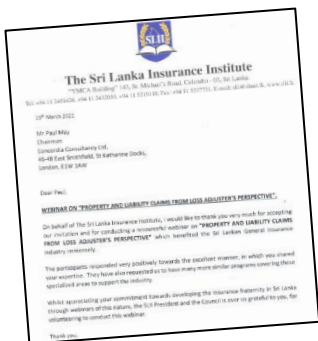 SLII
The Sri Lanka Insurance Institute
"YMCA Building" 145, St. Michael's Road, Colombo - 03, Sri Lanka
15th March 2022
Mr Paul May
Chairman
Concordia Consultancy Ltd,
46-48 East Smithfield, St Katharine Docks,
London, E1W 1AW
Dear Paul,
WEBINAR ON "PROPERTY AND LIABILITY CLAIMS FROM LOSS ADJUSTER'S PERSPECTIVE".
On behalf of The Sri Lanka Insurance Institute, I would like to thank you very much for accepting
our invitation and for conducting a resourceful webinar on "PROPERTY AND LIABILITY CLAIMS
FROM LOSS ADJUSTER'S PERSPECTIVE" which benefited the Sri Lankan General Insurance
industry immensely.
The participants responded very positively towards the excellent manner, in which you shared
your expertise. They have also requested us to have many more similar programs covering these
specialized areas to support the industry.
Whilst appreciating your commitment towards developing the insurance fraternity in Sri Lanka
through webinars of this nature, the SLII President and the Council is ever so grateful to you, for
volunteering to conduct this webinar.
Thank you.